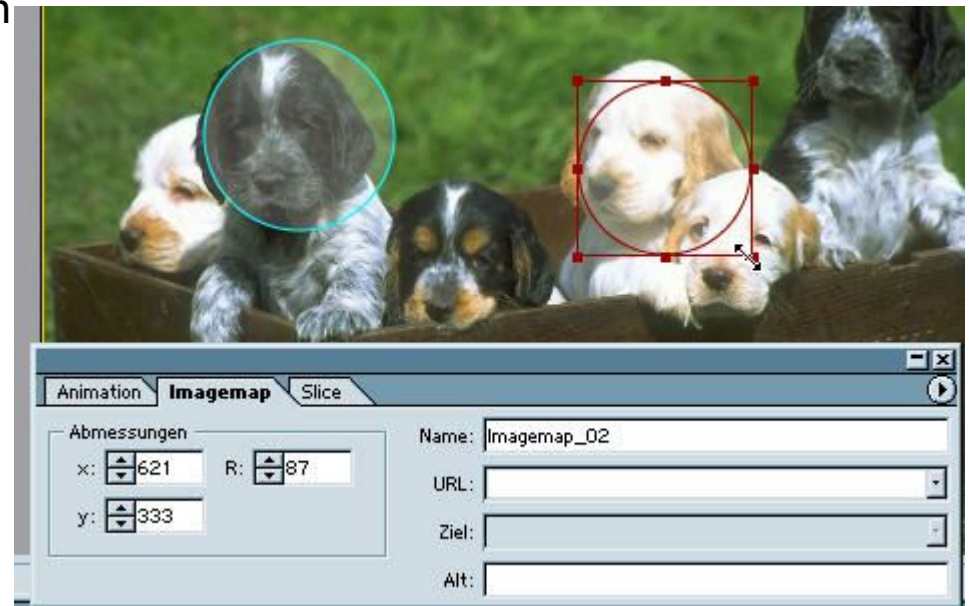 n
Animation Imagemap Slice
Abmessungen
x: 621 R: 87
y: 333
Name: Imagemap_02
URL:
Ziel:
Alt: